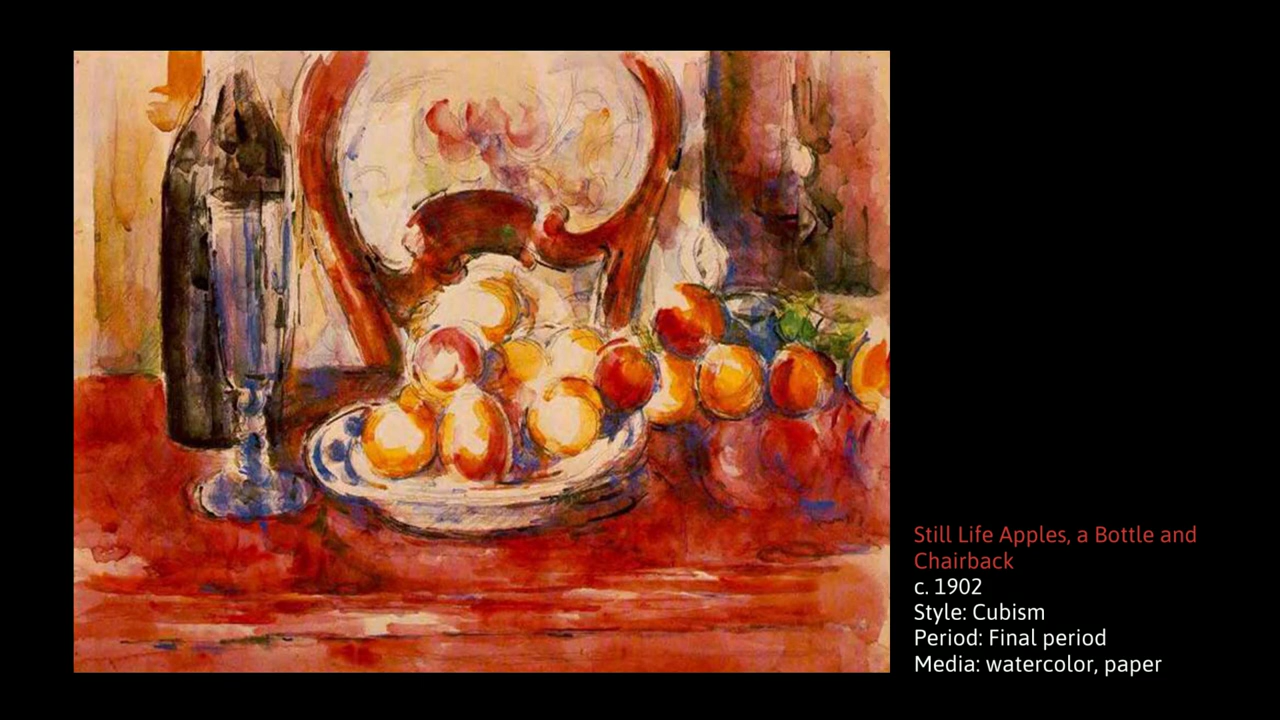 Still Life Apples, a Bottle and
Chairback
c. 1902
Style: Cubism
Period: Final period
Media: watercolor, paper